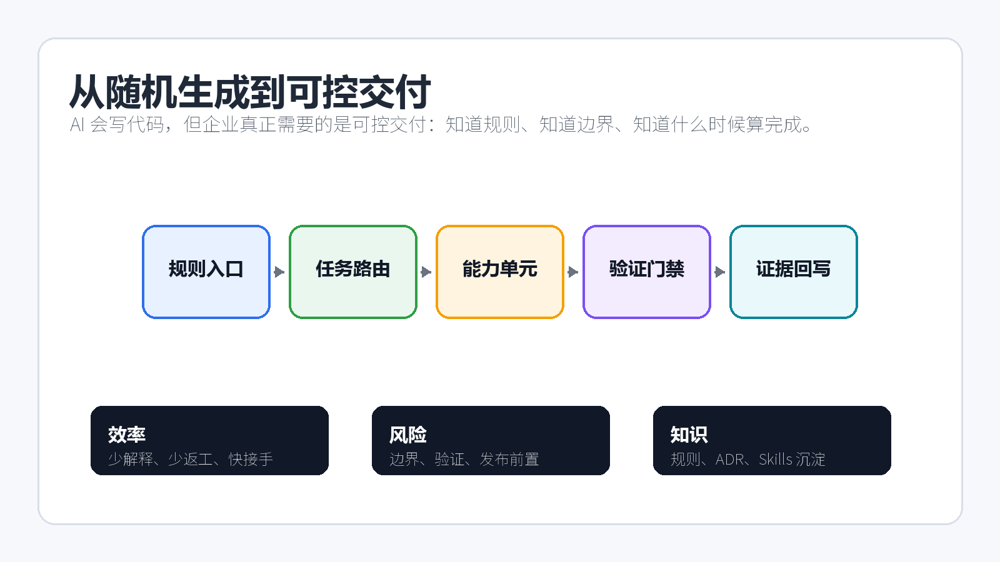 从随机生成到可控交付
AI 会写代码，但企业真正需要的是可控交付：知道规则、知道边界、知道什么时候算完成。
规则入口
任务路由
能力单元
验证门禁
证据回写
效率
少解释、少返工、快接手
风险
边界、验证、发布前置
知识
规则、ADR、Skills 沉淀